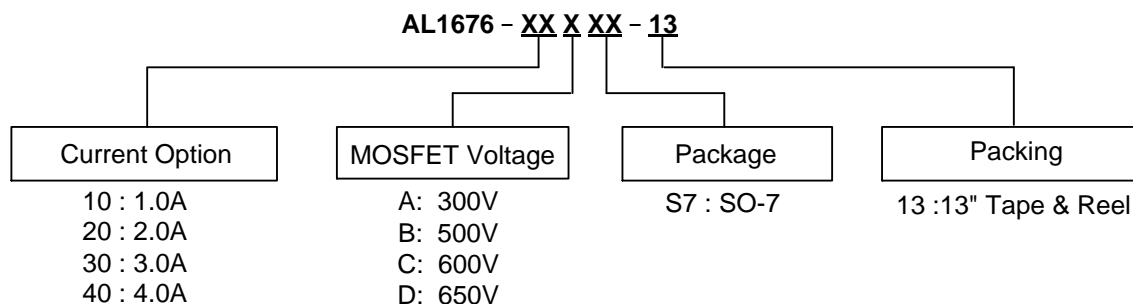 AL1676 – XX X XX – 13
Current Option
10 : 1.0A
20 : 2.0A
30 : 3.0A
40 : 4.0A
MOSFET Voltage
A: 300V
B: 500V
C: 600V
D: 650V
Package
S7 : SO-7
Packing
13 :13" Tape & Reel